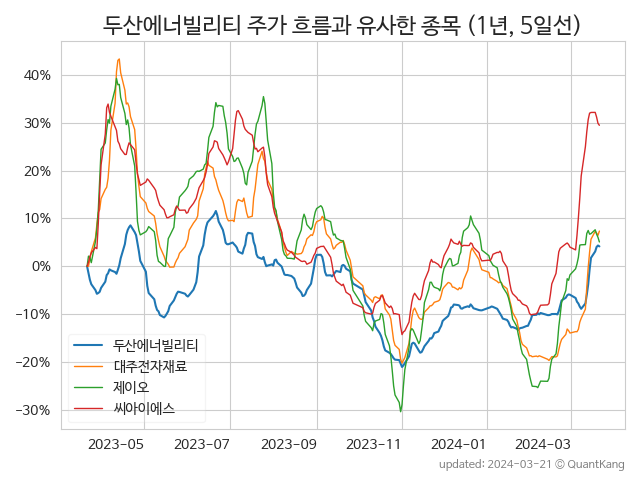 두산에너빌리티 주가 흐름과 유사한 종목 (1년, 5일선)
40%
30%
20%
10%
0%
−10%
−20%
−30%
두산에너빌리티
대주전자재료
제이오
씨아이에스
2023-05
2023-07
2023-09
2023-11
2024-01
2024-03
updated: 2024-03-21 © QuantKang